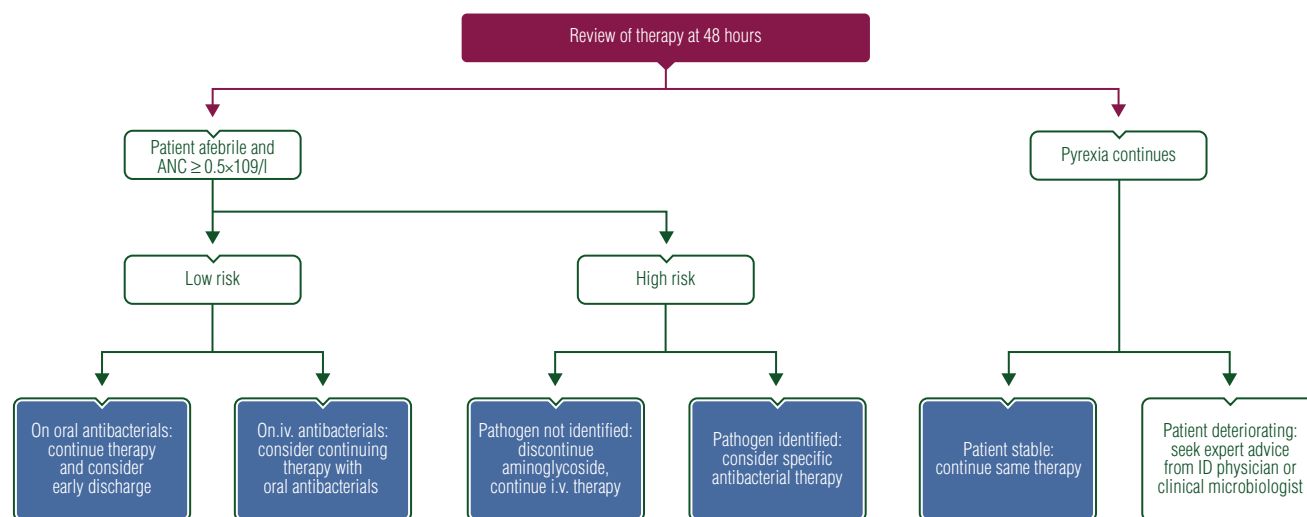 Review of therapy at 48 hours
Patient afebrile and
ANC ≥ 0.5×109/l
Pyrexia continues
Low risk
High risk
On oral antibacterials:
continue therapy
and consider
early discharge
On.iv. antibacterials:
consider continuing
therapy with
oral antibacterials
Pathogen not identified:
discontinue
aminoglycoside,
continue i.v. therapy
Pathogen identified:
consider specific
antibacterial therapy
Patient stable:
continue same therapy
Patient deteriorating:
seek expert advice
from ID physician or
clinical microbiologist